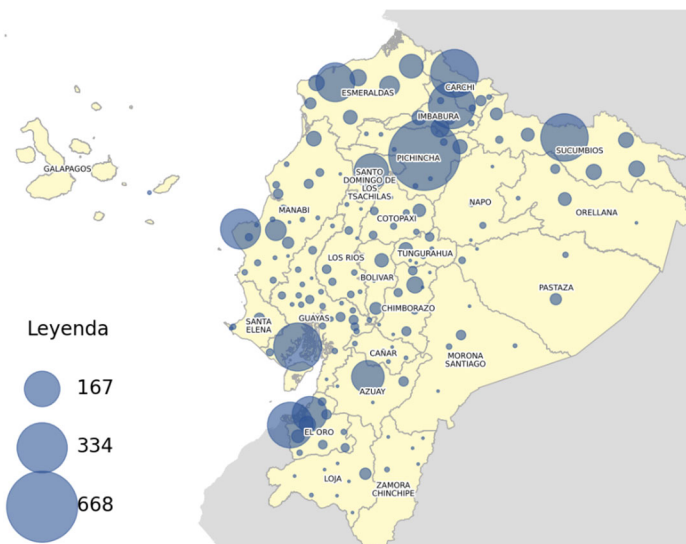 ESMERALDAS
CARCHI
IMBABURA
SUCUMBIOS
PICHINCHA
GALAPAGOS
SANTO
DOMINGO DE
LOS
TSACHILAS
NAPO
ORELLANA
MANABI
COTOPAXI
LOS RIOS
TUNGURAHUA
BOLIVAR
PASTAZA
CHIMBORAZO
SANTA
ELENA
GUAYAS
CAÑAR
MORONA
SANTIAGO
AZUAY
EL ORO
LOJA
ZAMORA
CHINCHIPE
Leyenda
167
334
668